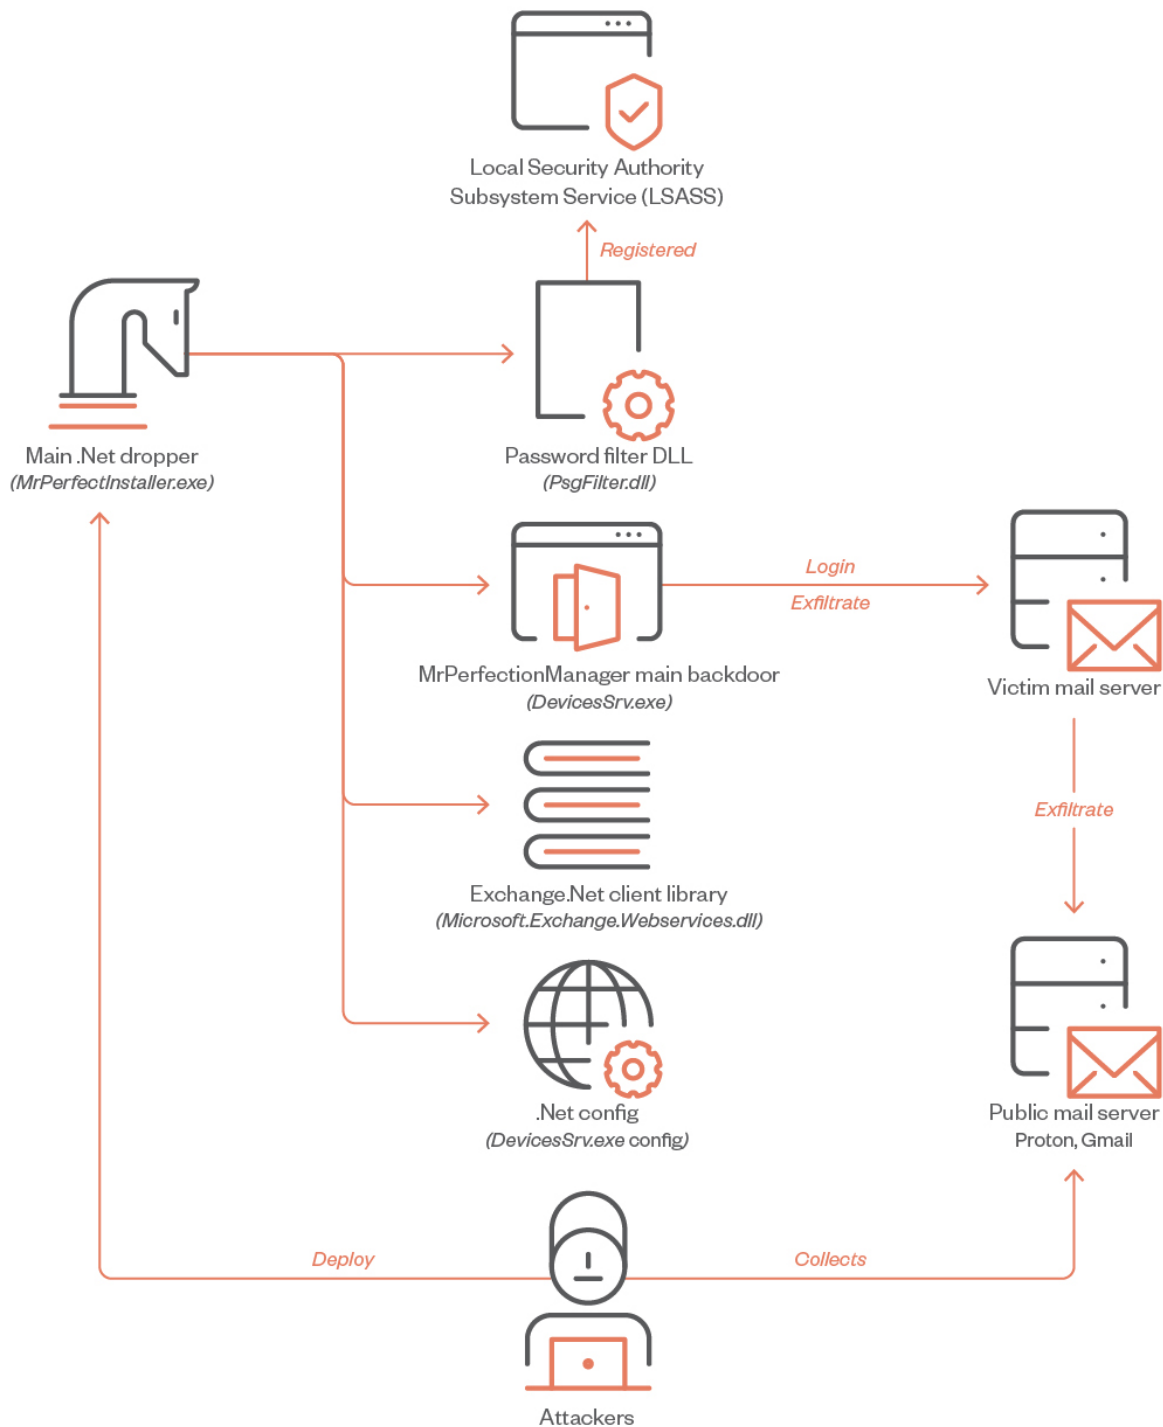 Local Security Authority
Subsystem Service (LSASS)
Registered
Main .Net dropper
(MrPerfectInstaller.exe)
Password filter DLL
(PsgFilter.dll)
Login
Exfiltrate
MrPerfectionManager main backdoor
(DevicesSrv.exe)
Victim mail server
Exfiltrate
Exchange.Net client library
(Microsoft.Exchange.Webservices.dll)
.Net config
(DevicesSrv.exe config)
Public mail server
Proton, Gmail
Deploy
Collects
Attackers